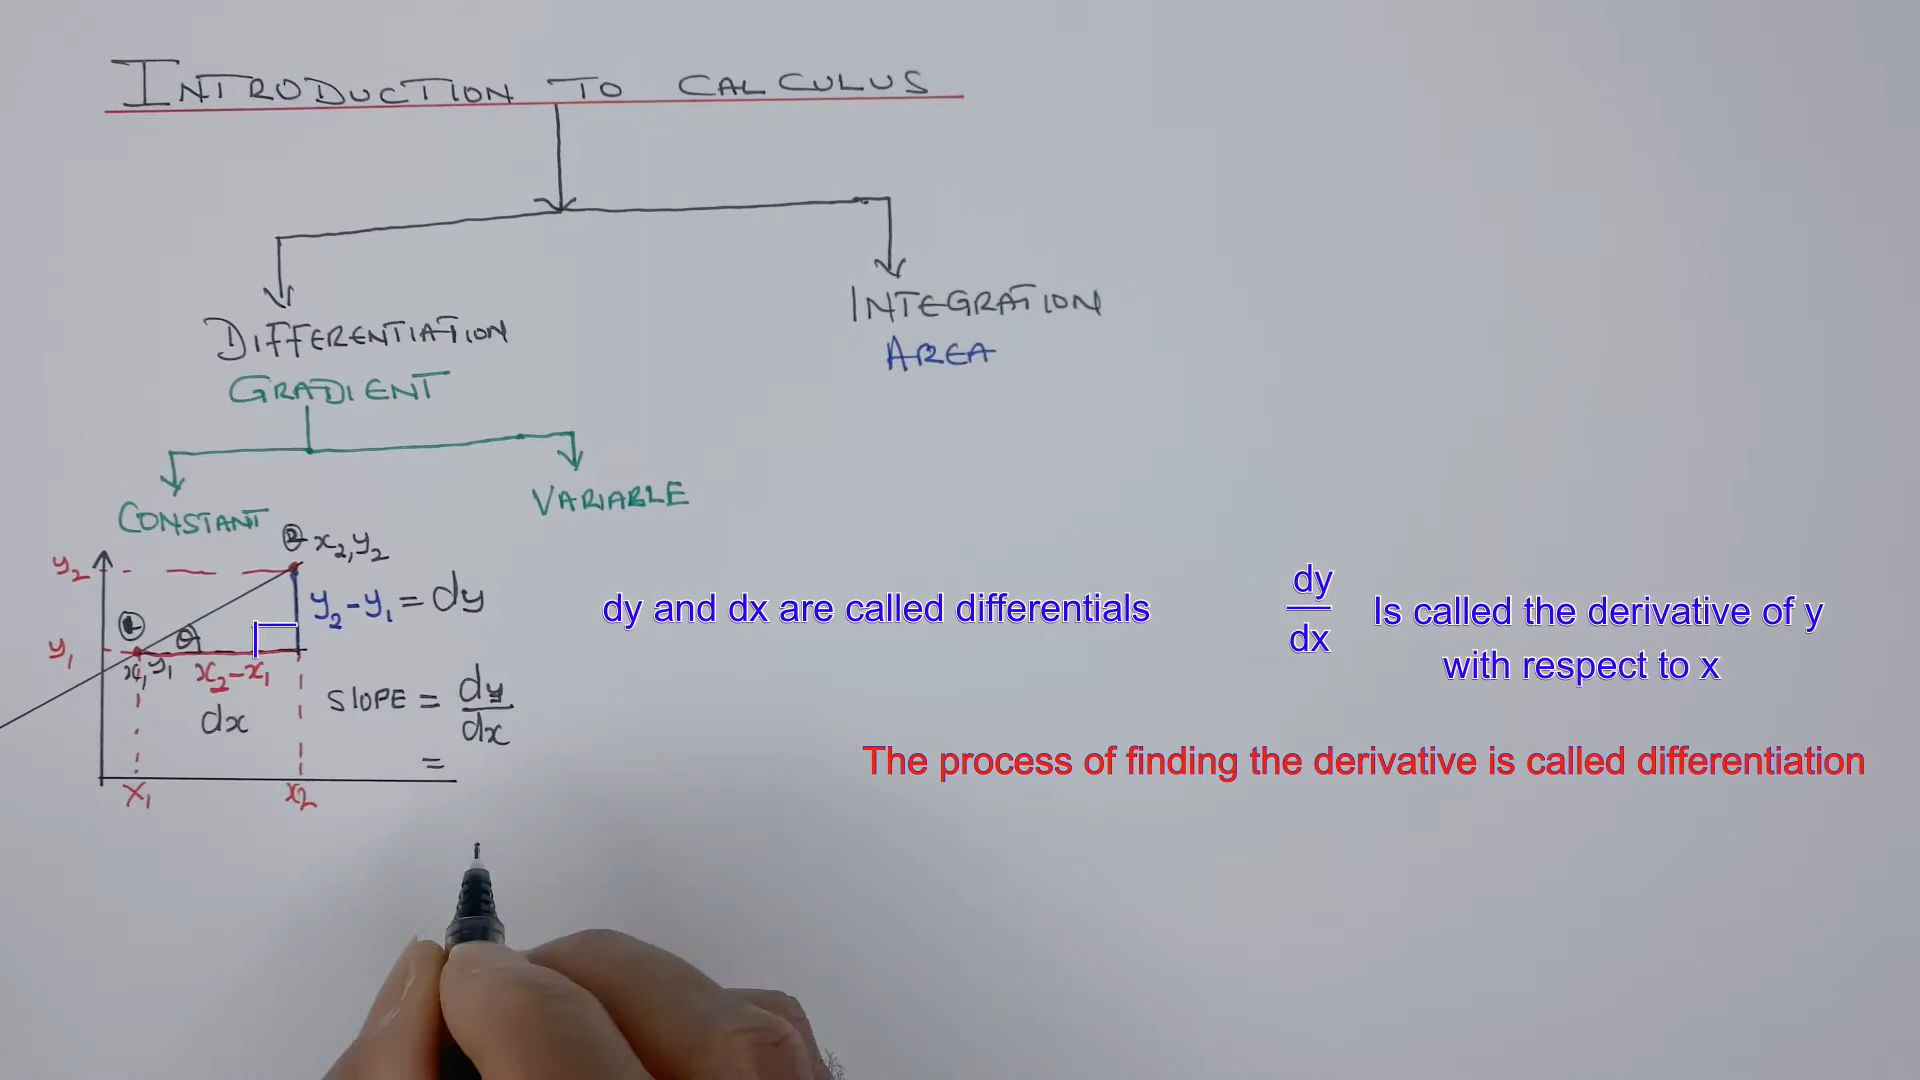 INTRODUCTION TO CALCULUS
DIFFERENTIATION
GRADIENT
INTEGRATION
AREA
CONSTANT
VARIABLE
② x₂,y₂
y₂
y₂-y₁ = dy
①
θ
y₁
x₁,y₁
x₂-x₁
dx
SLOPE = dy/dx
=
x₁
x₂
dy and dx are called differentials
dy/dx Is called the derivative of y
with respect to x
The process of finding the derivative is called differentiation